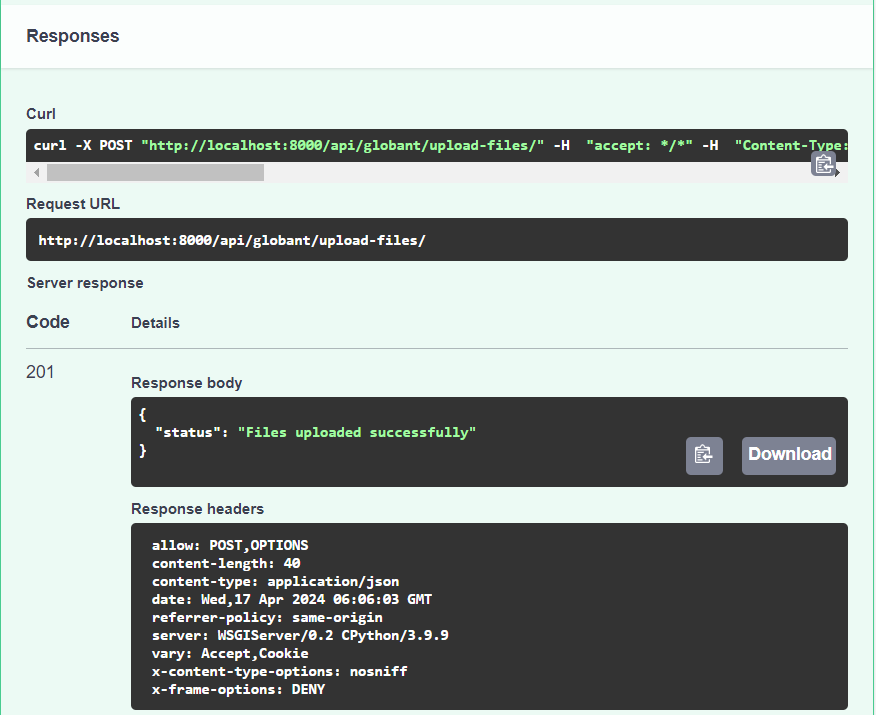 Responses
Curl
curl -X POST "http://localhost:8000/api/globant/upload-files/" -H  "accept: */*" -H  "Content-Type:
Request URL
http://localhost:8000/api/globant/upload-files/
Server response
Code Details
201
Response body
{
  "status": "Files uploaded successfully"
}
Download
Response headers
allow: POST,OPTIONS
content-length: 40
content-type: application/json
date: Wed,17 Apr 2024 06:06:03 GMT
referrer-policy: same-origin
server: WSGIServer/0.2 CPython/3.9.9
vary: Accept,Cookie
x-content-type-options: nosniff
x-frame-options: DENY